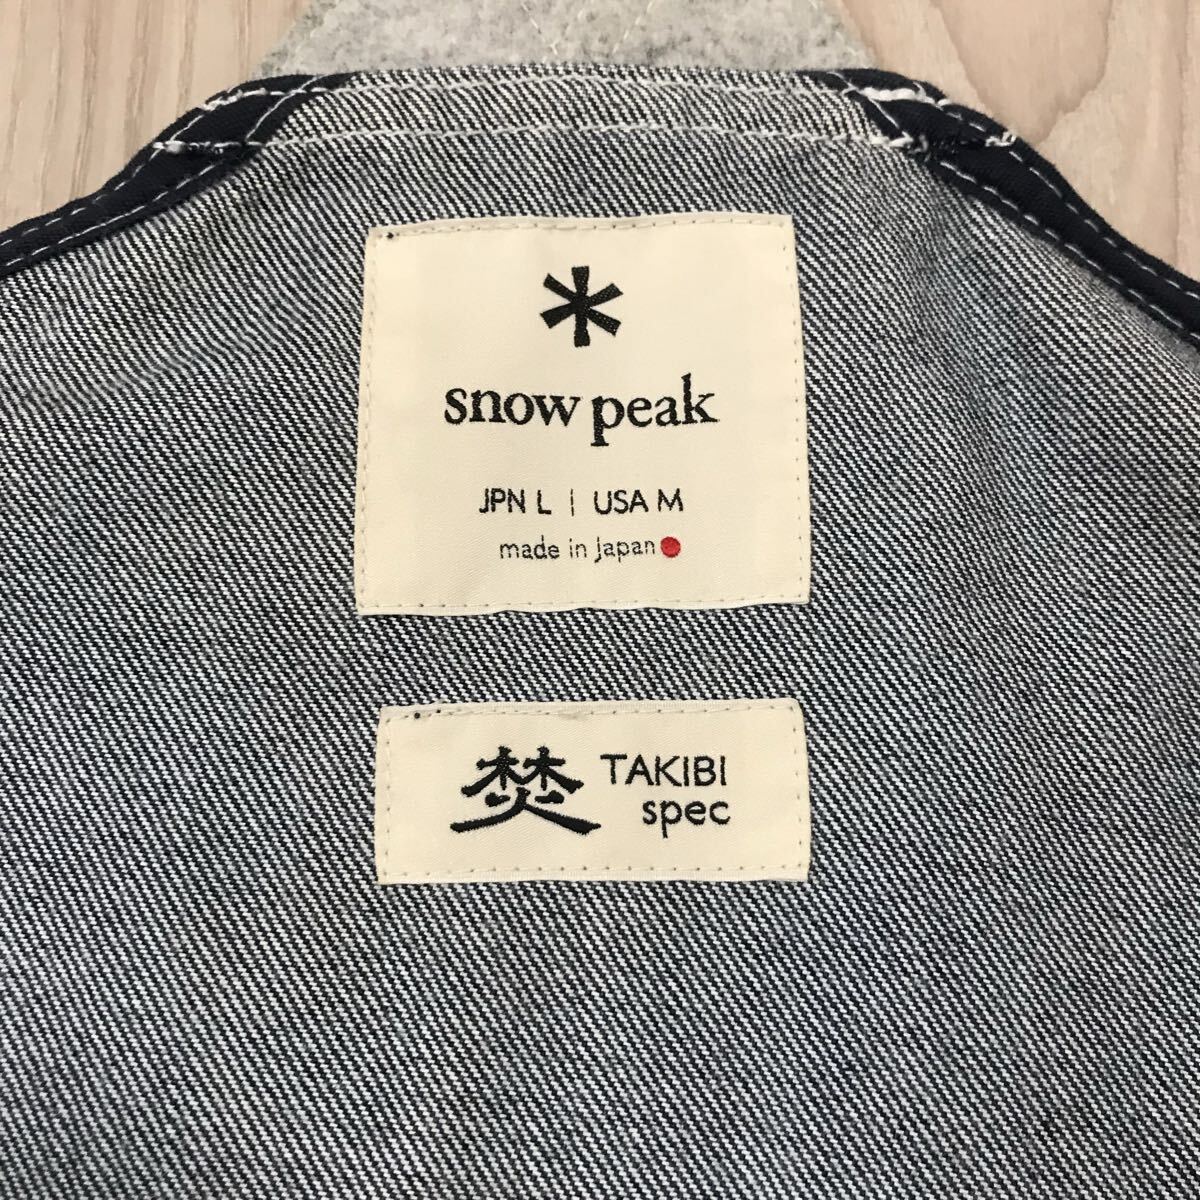 snow peak
JPN L | USA M
made in Japan
焚 TAKIBI
spec